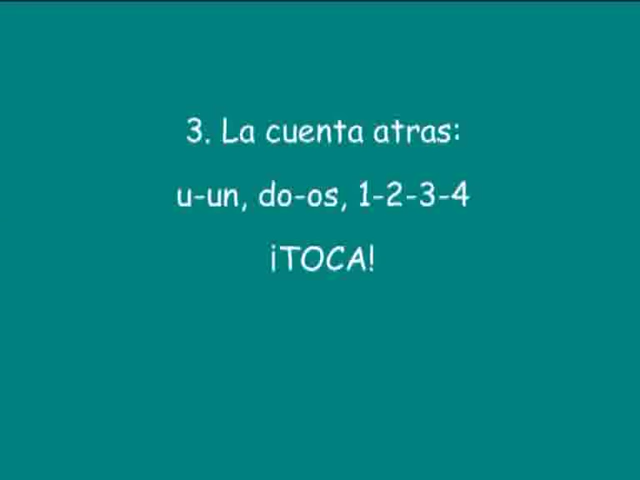 3. La cuenta atras:
u-un, do-os, 1-2-3-4
¡TOCA!